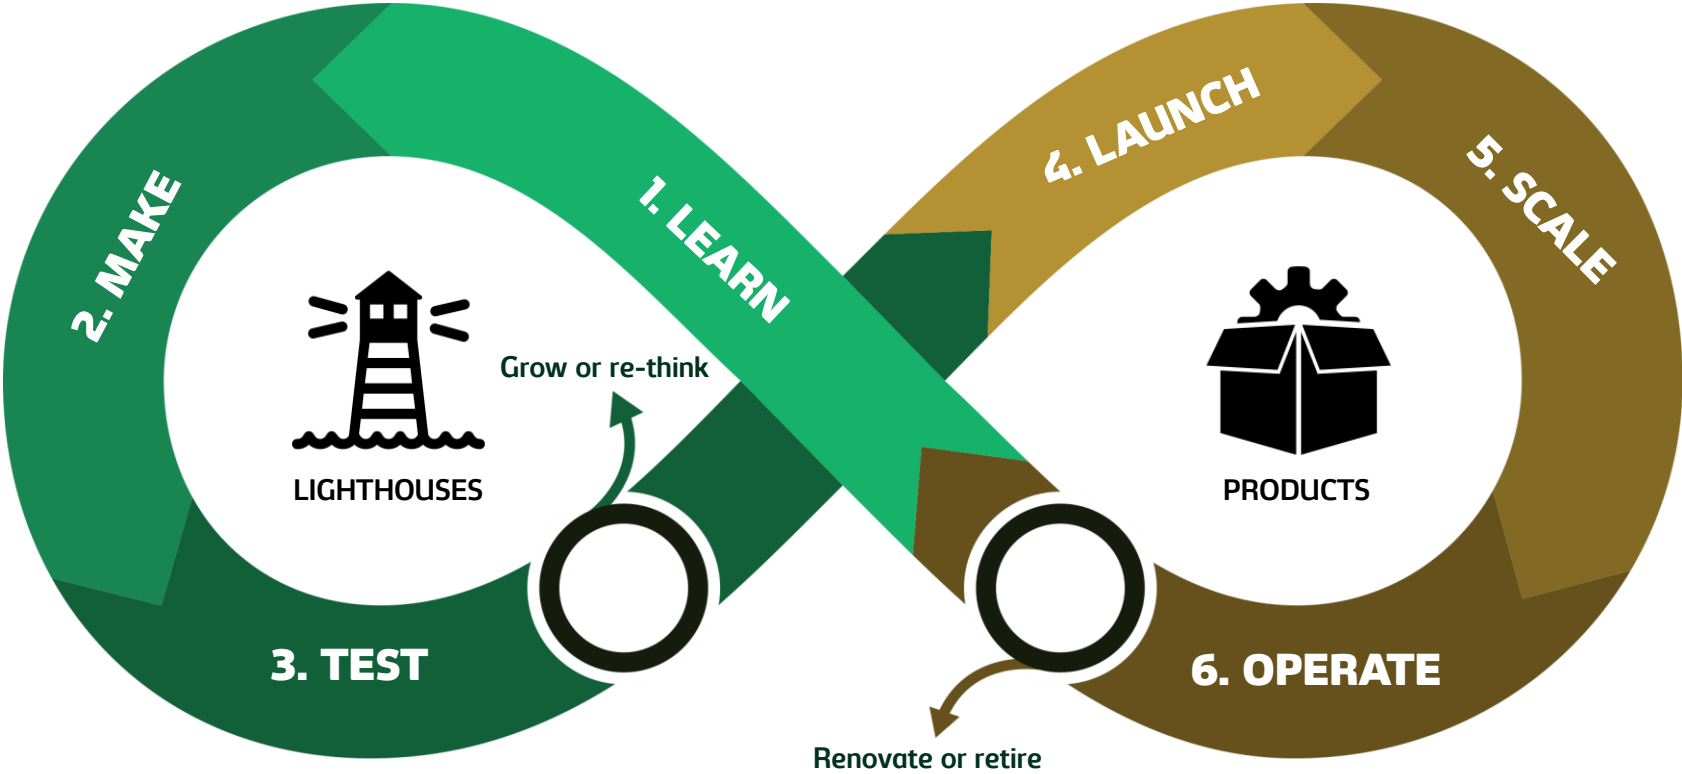 1. LEARN
2. MAKE
3. TEST
4. LAUNCH
5. SCALE
6. OPERATE
LIGHTHOUSES
Grow or re-think
PRODUCTS
Renovate or retire